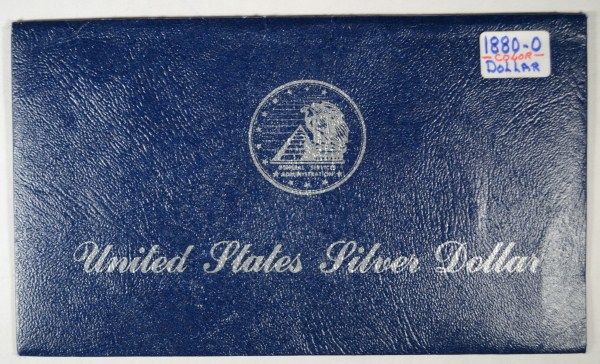 1880-O
COLOR
DOLLAR
GENERAL SERVICES
ADMINISTRATION
United States Silver Dollar